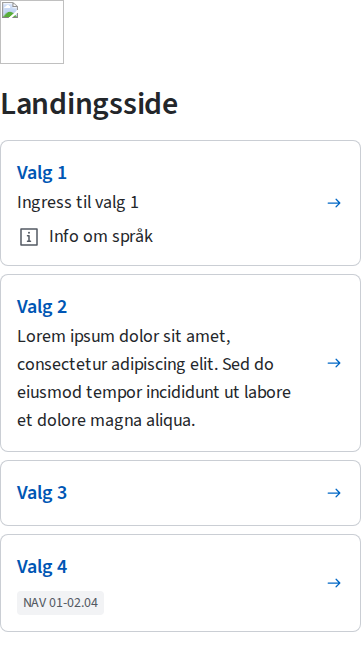 Landingsside
Valg 1
Ingress til valg 1
Info om språk
Valg 2
Lorem ipsum dolor sit amet,
consectetur adipiscing elit. Sed do
eiusmod tempor incididunt ut labore
et dolore magna aliqua.
Valg 3
Valg 4
NAV 01-02.04